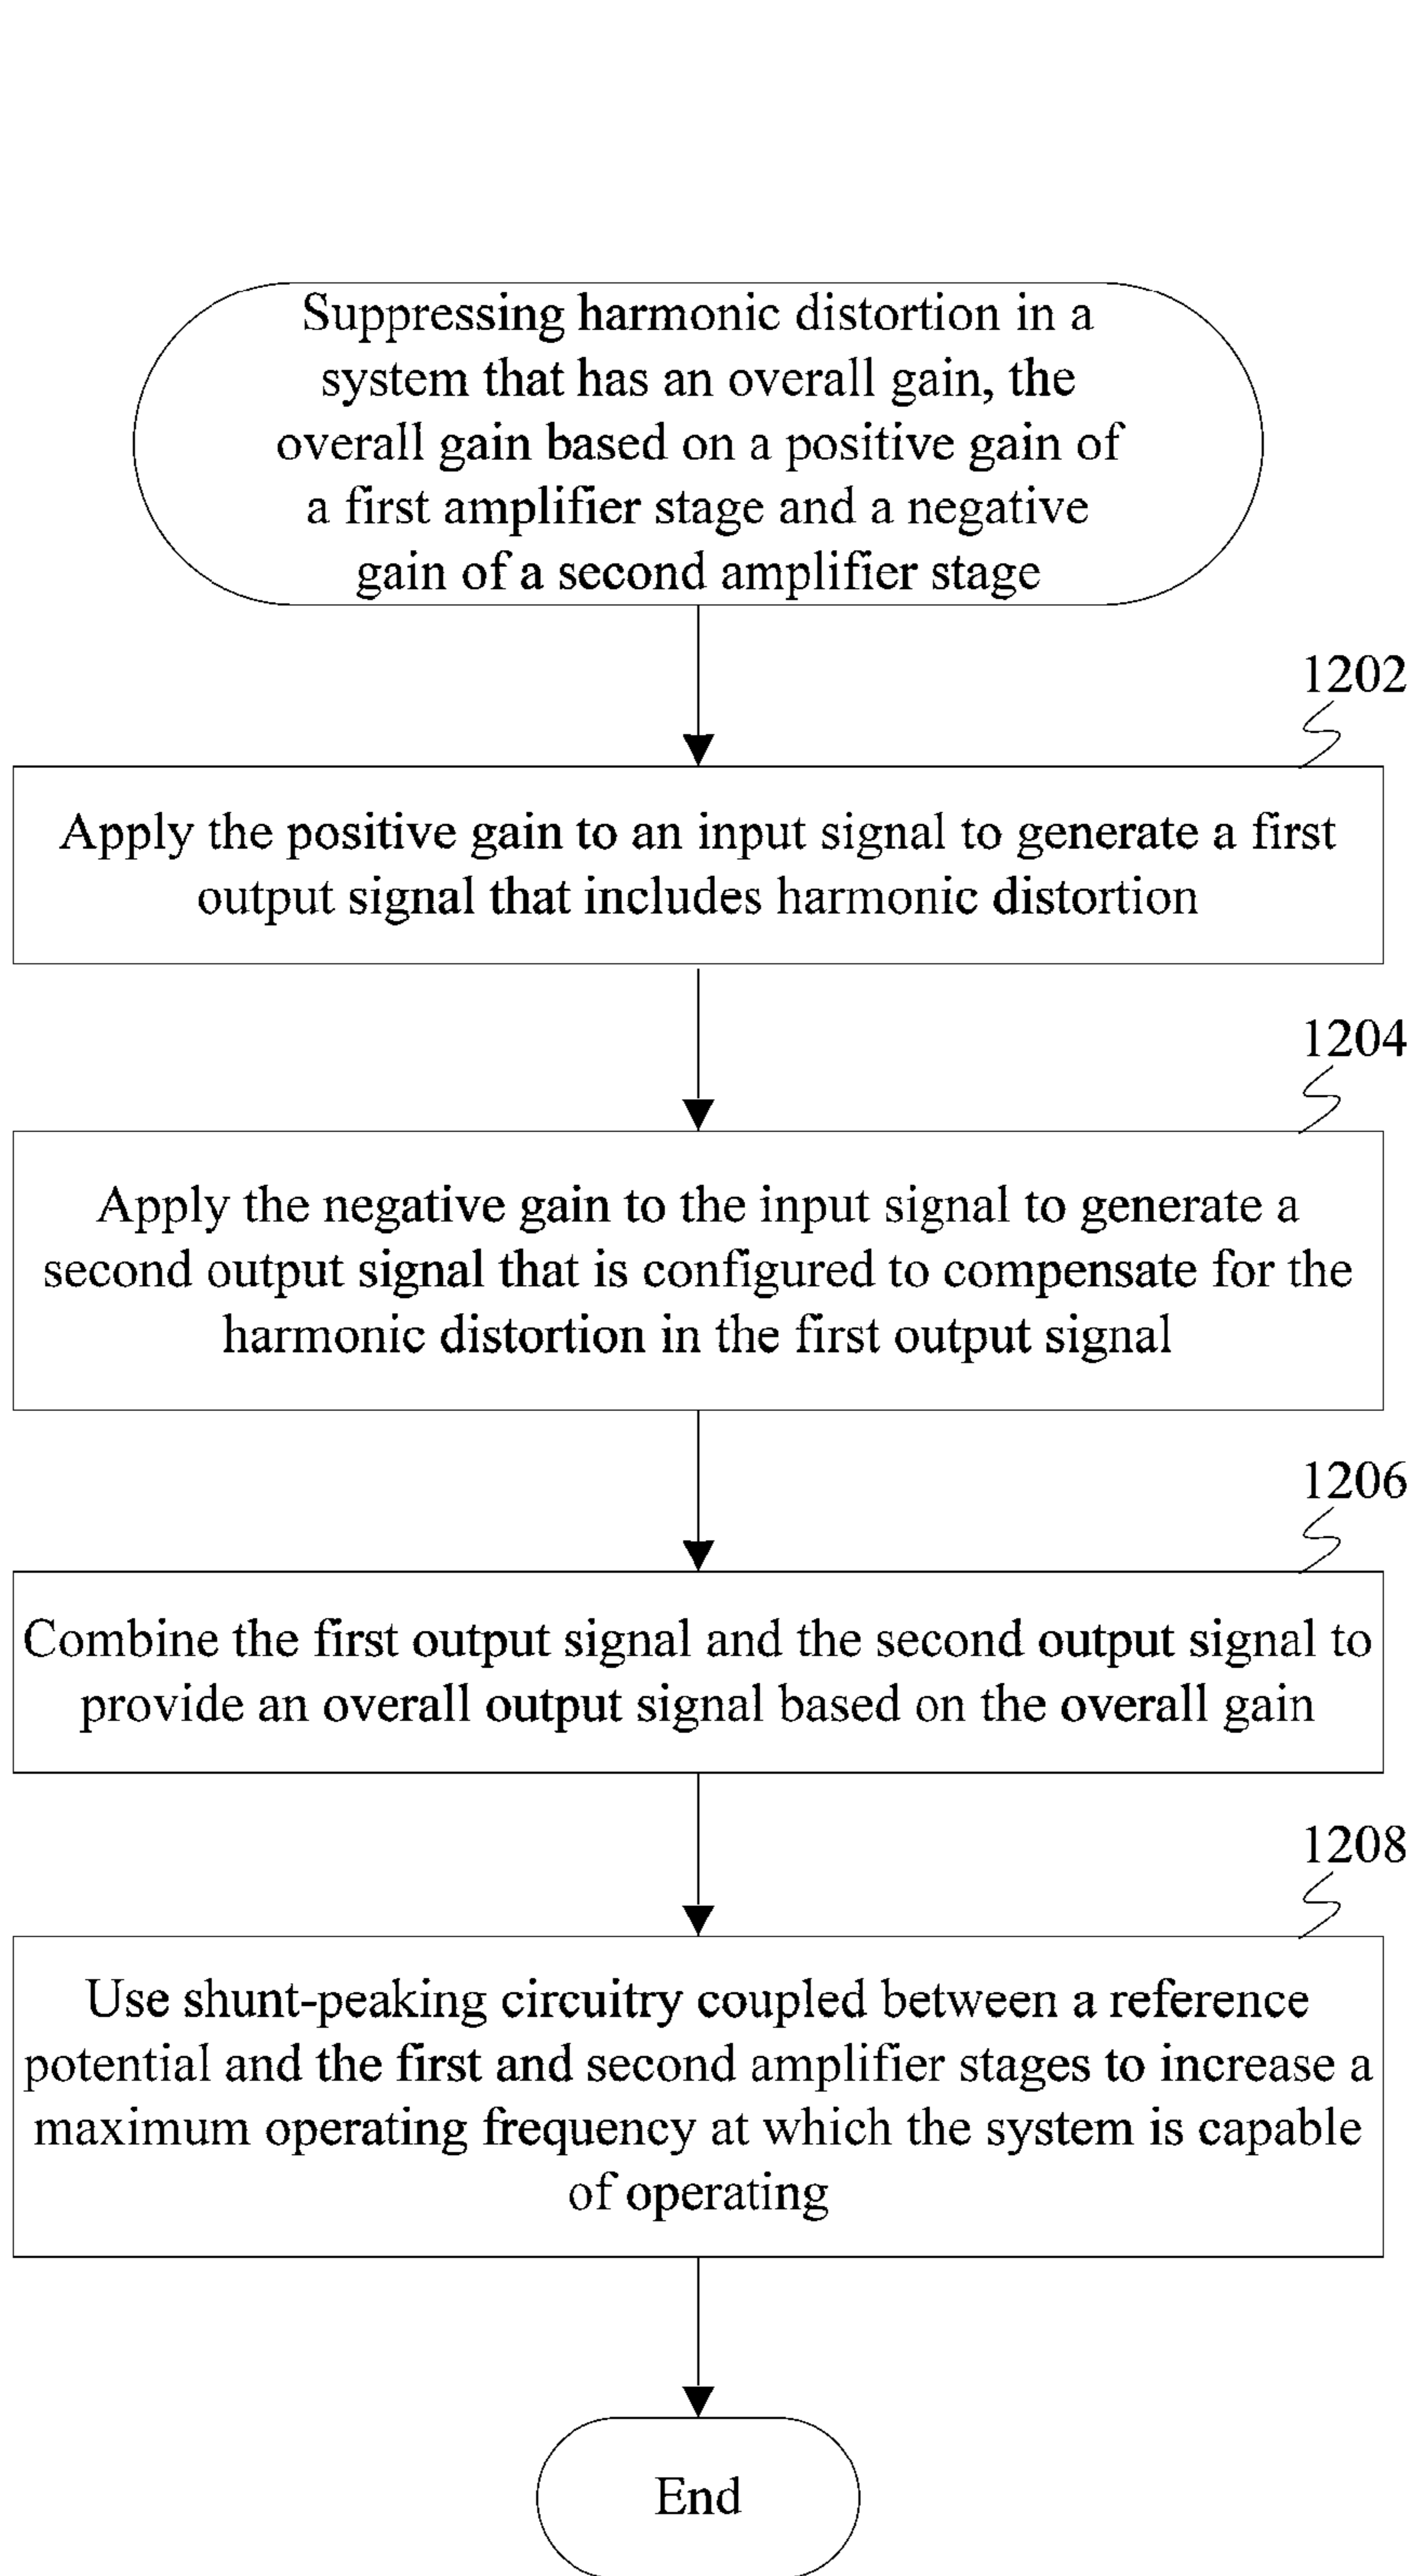 Suppressing harmonic distortion in a
system that has an overall gain, the
overall gain based on a positive gain of
a first amplifier stage and a negative
gain of a second amplifier stage
1202
Apply the positive gain to an input signal to generate a first
output signal that includes harmonic distortion
1204
Apply the negative gain to the input signal to generate a
second output signal that is configured to compensate for the
harmonic distortion in the first output signal
1206
Combine the first output signal and the second output signal to
provide an overall output signal based on the overall gain
1208
Use shunt-peaking circuitry coupled between a reference
potential and the first and second amplifier stages to increase a
maximum operating frequency at which the system is capable
of operating
End